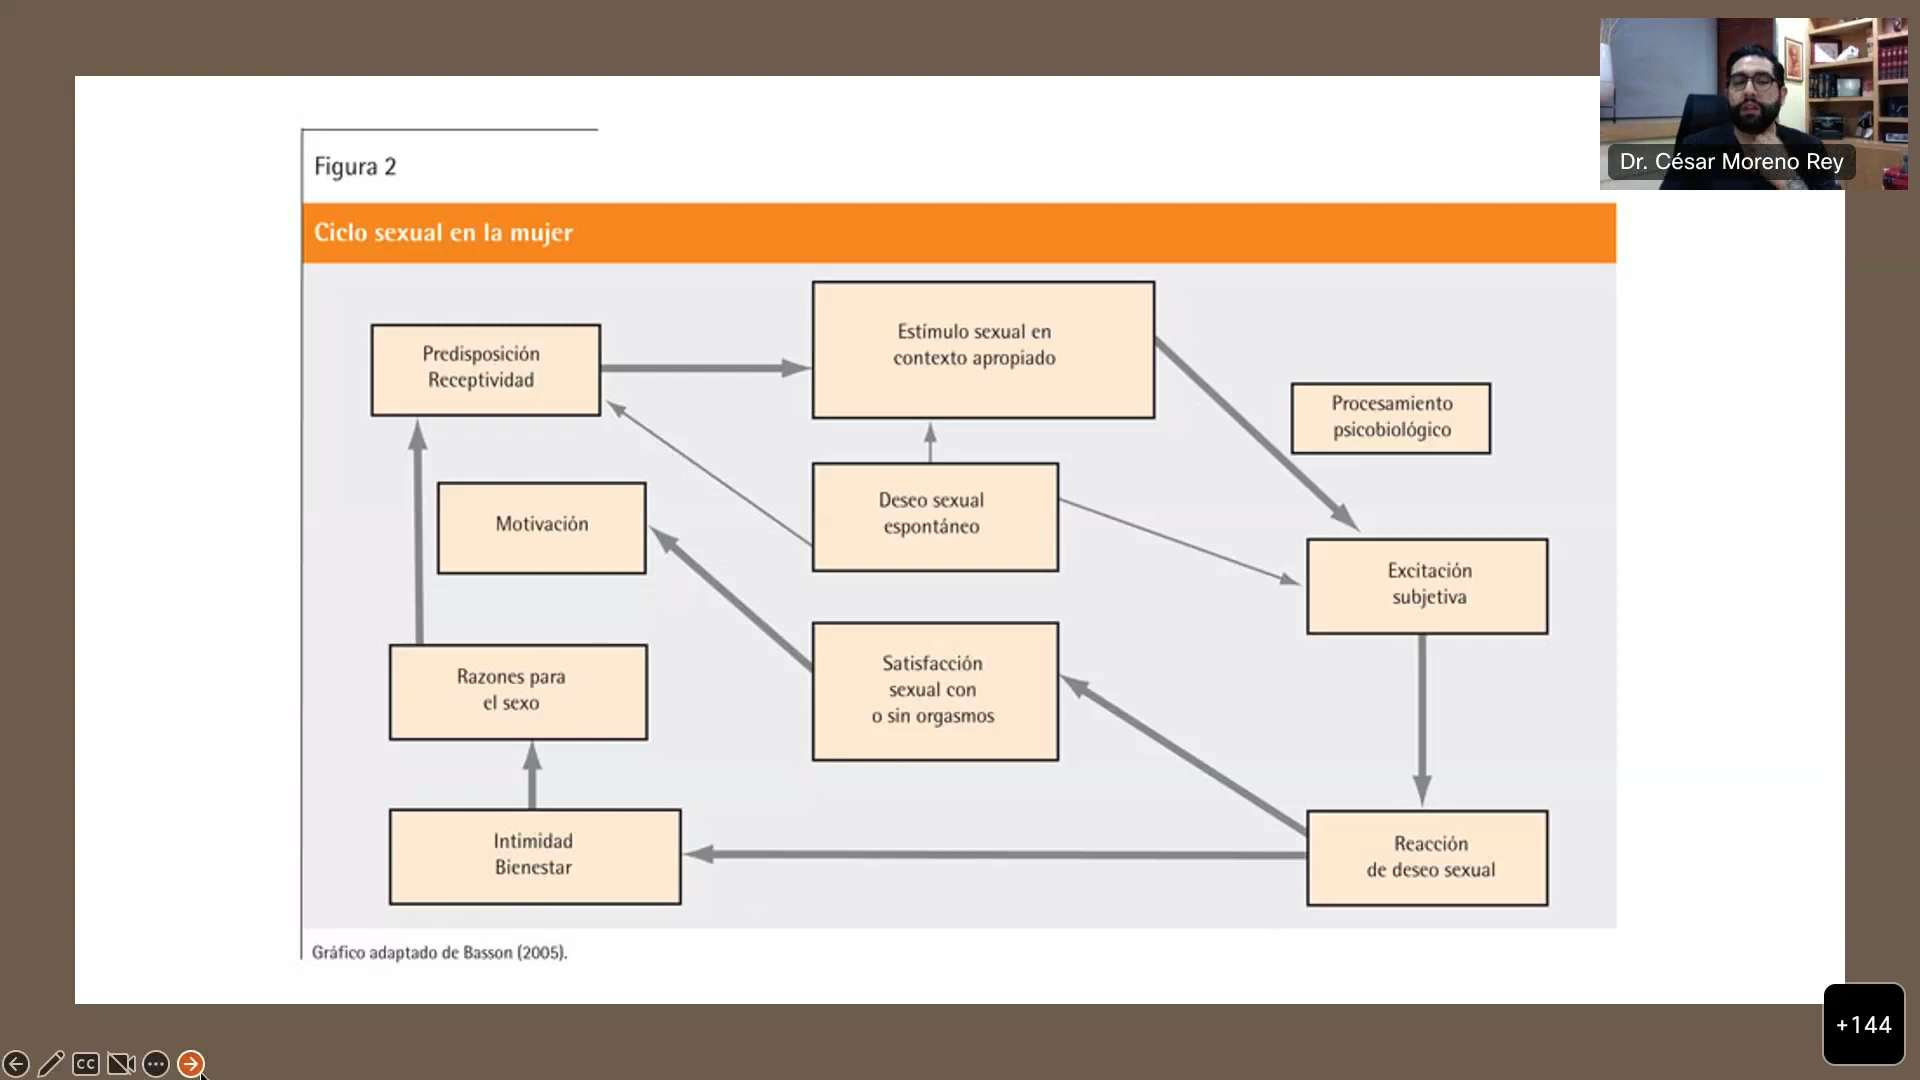 Dr. César Moreno Rey
Figura 2
Ciclo sexual en la mujer
Predisposición
Receptividad
Estímulo sexual en
contexto apropiado
Procesamiento
psicobiológico
Motivación
Deseo sexual
espontáneo
Excitación
subjetiva
Razones para
el sexo
Satisfacción
sexual con
o sin orgasmos
Intimidad
Bienestar
Reacción
de deseo sexual
Gráfico adaptado de Basson (2005).
+144
CC